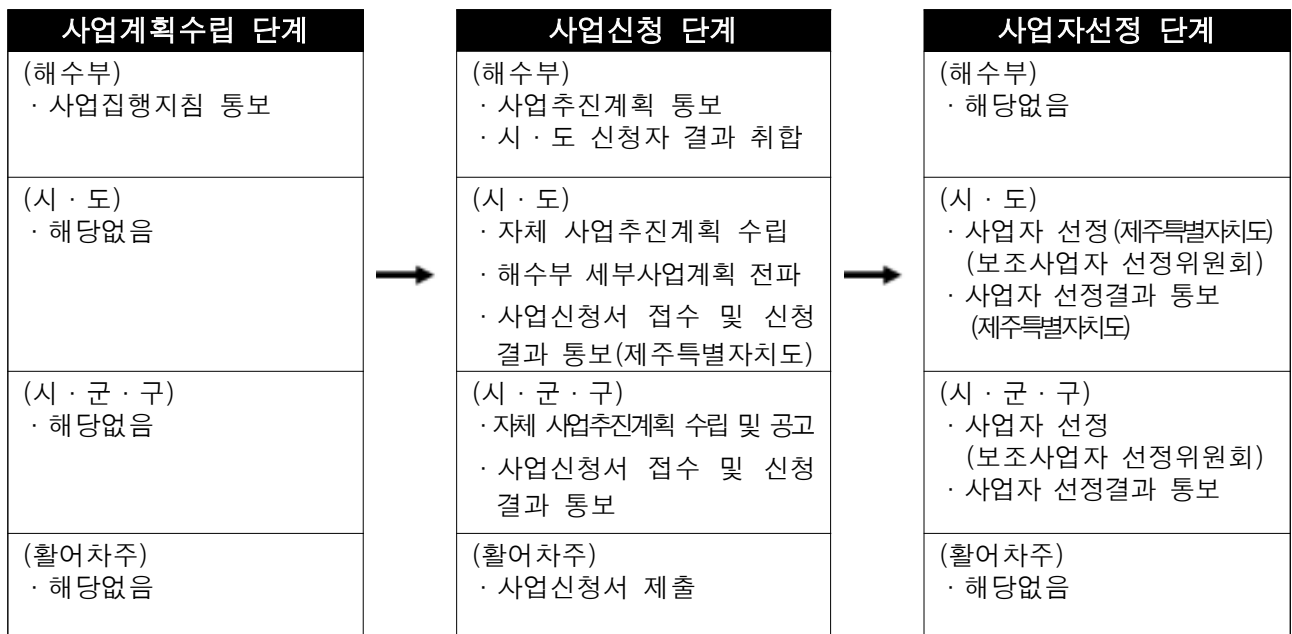 사업계획수립 단계
(해수부)
· 사업집행지침 통보
(시 · 도)
· 해당없음
(시 · 군 · 구)
· 해당없음
(활어차주)
· 해당없음
사업신청 단계
(해수부)
· 사업추진계획 통보
· 시 · 도 신청자 결과 취합
(시 · 도)
· 자체 사업추진계획 수립
· 해수부 세부사업계획 전파
· 사업신청서 접수 및 신청
결과 통보(제주특별자치도)
(시 · 군 · 구)
· 자체 사업추진계획 수립 및 공고
· 사업신청서 접수 및 신청
결과 통보
(활어차주)
· 사업신청서 제출
사업자선정 단계
(해수부)
· 해당없음
(시 · 도)
· 사업자 선정(제주특별자치도)
(보조사업자 선정위원회)
· 사업자 선정결과 통보
(제주특별자치도)
(시 · 군 · 구)
· 사업자 선정
(보조사업자 선정위원회)
· 사업자 선정결과 통보
(활어차주)
· 해당없음